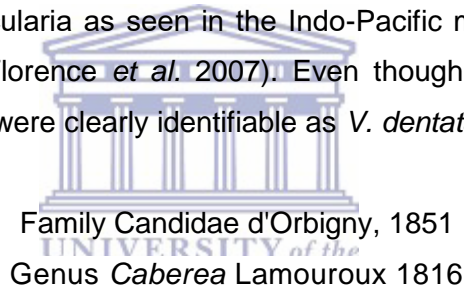 sularia as seen in the Indo-Pacific n
lorence et al. 2007). Even though
were clearly identifiable as V. dentat
Family Candidae d'Orbigny, 1851
UNIVERSITY of the
Genus Caberea Lamouroux 1816